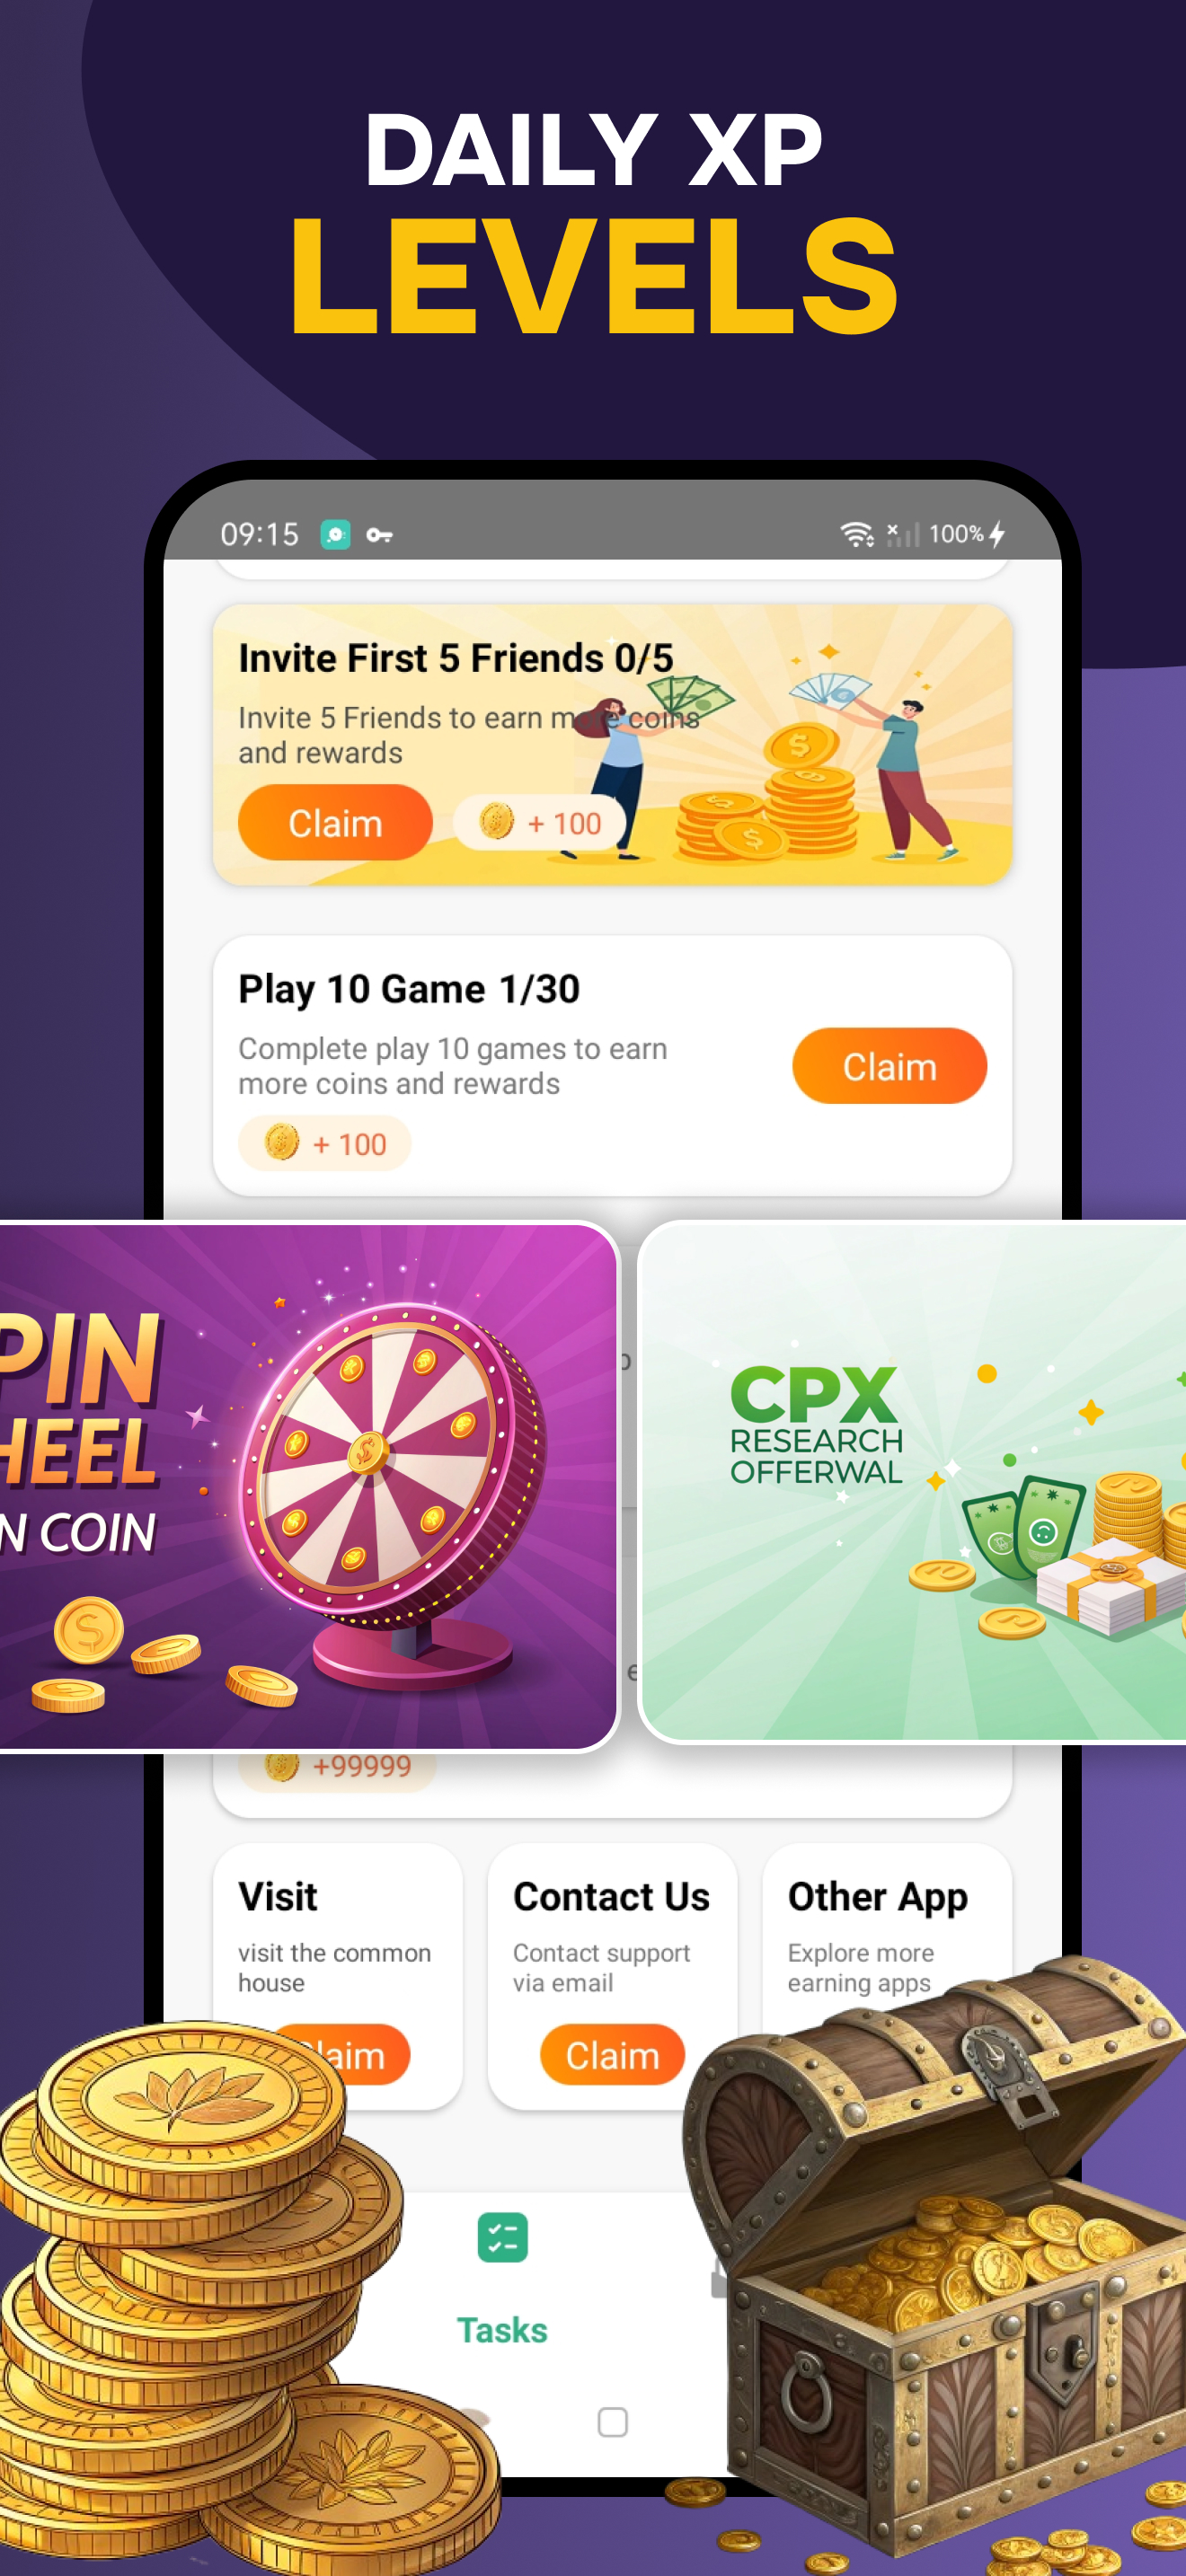 DAILY XP
LEVELS
09:15
100%
Invite First 5 Friends 0/5
Invite 5 Friends to earn more coins
and rewards
Claim
+ 100
Play 10 Game 1/30
Complete play 10 games to earn
more coins and rewards
Claim
+ 100
PIN
HEEL
N COIN
CPX
RESEARCH
OFFERWAL
+99999
Visit
visit the common
house
Claim
Contact Us
Contact support
via email
Claim
Other App
Explore more
earning apps
Tasks